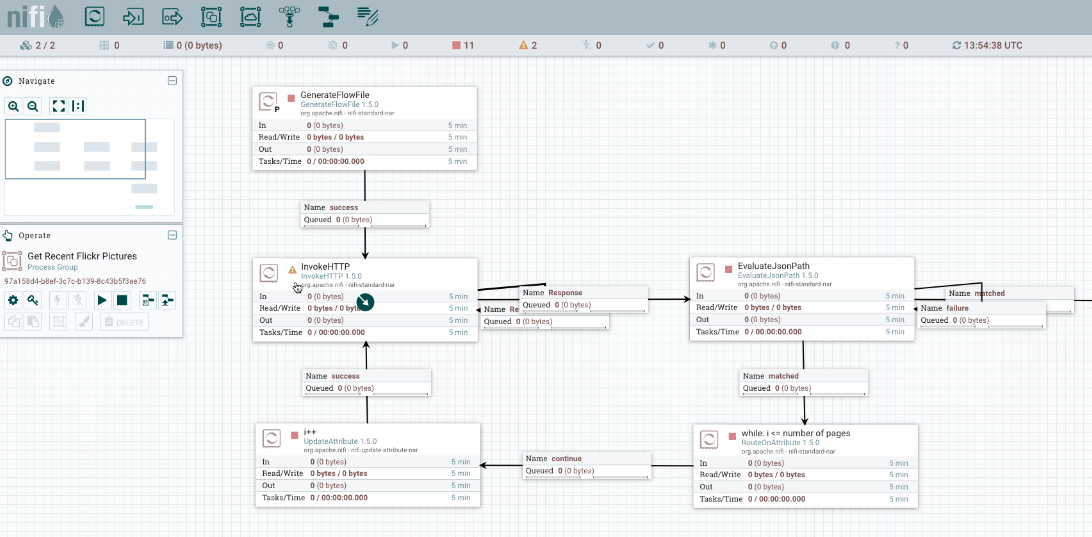 nifi
2 / 2 0 0 (0 bytes) 0 0 0 11 2 0 0 0 0 0 0 13:54:38 UTC
Navigate
Operate
Get Recent Flickr Pictures
Process Group
97a158d4-b8ef-3c7c-b139-8c43b5f3ae76
DELETE
GenerateFlowFile
GenerateFlowFile 1.5.0
org.apache.nifi - nifi-standard-nar
P
In 0 (0 bytes) 5 min
Read/Write 0 bytes / 0 bytes 5 min
Out 0 (0 bytes) 5 min
Tasks/Time 0 / 00:00:00.000 5 min
Name success
Queued 0 (0 bytes)
InvokeHTTP
InvokeHTTP 1.5.0
org.apache.nifi - nifi-standard-nar
In 0 (0 bytes) 5 min
Read/Write 0 bytes / 0 bytes 5 min
Out 0 (0 bytes) 5 min
Tasks/Time 0 / 00:00:00.000 5 min
Name Response
Queued 0 (0 bytes)
Name Re
Queued 0 (0 bytes)
EvaluateJsonPath
EvaluateJsonPath 1.5.0
org.apache.nifi - nifi-standard-nar
In 0 (0 bytes) 5 min
Read/Write 0 bytes / 0 bytes 5 min
Out 0 (0 bytes) 5 min
Tasks/Time 0 / 00:00:00.000 5 min
Name matched
Name failure
Queued 0 (0 bytes)
Name success
Queued 0 (0 bytes)
Name matched
Queued 0 (0 bytes)
i++
UpdateAttribute 1.5.0
org.apache.nifi - nifi-update-attribute-nar
In 0 (0 bytes) 5 min
Read/Write 0 bytes / 0 bytes 5 min
Out 0 (0 bytes) 5 min
Tasks/Time 0 / 00:00:00.000 5 min
Name continue
Queued 0 (0 bytes)
while: i <= number of pages
RouteOnAttribute 1.5.0
org.apache.nifi - nifi-standard-nar
In 0 (0 bytes) 5 min
Read/Write 0 bytes / 0 bytes 5 min
Out 0 (0 bytes) 5 min
Tasks/Time 0 / 00:00:00.000 5 min